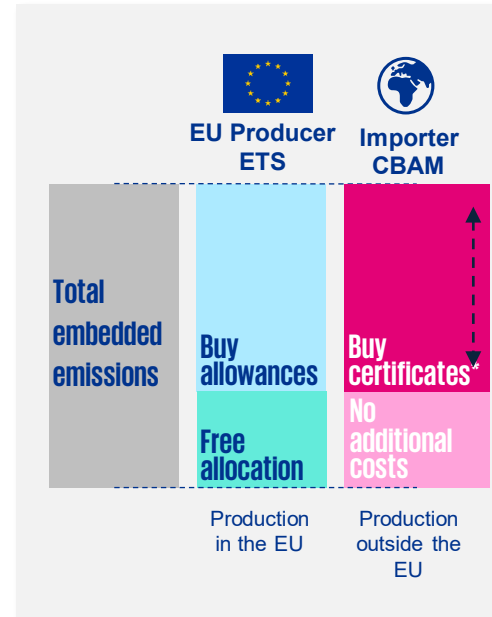 EU Producer
ETS
Importer
CBAM
Total
embedded
emissions
Buy
allowances
Buy
certificates*
Free
allocation
No
additional
costs
Production
in the EU
Production
outside the
EU